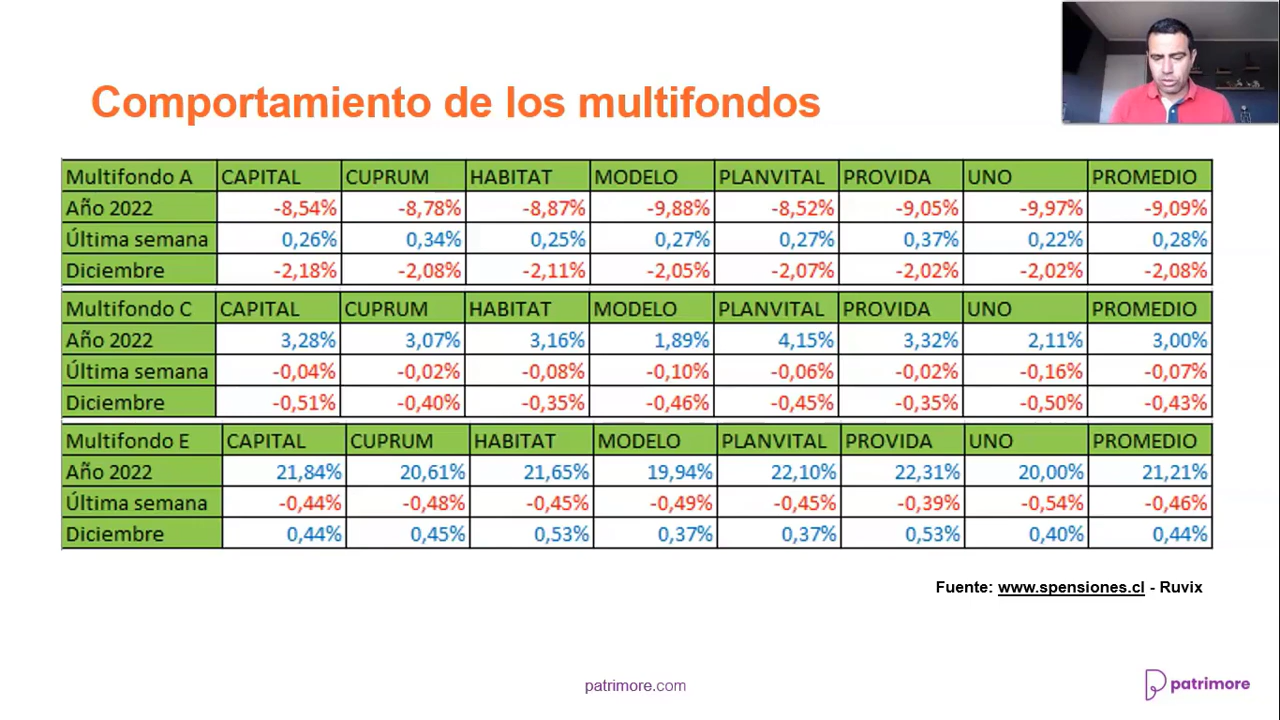 Comportamiento de los multifondos
Multifondo A CAPITAL CUPRUM HABITAT MODELO PLANVITAL PROVIDA UNO PROMEDIO
Año 2022 -8,54% -8,78% -8,87% -9,88% -8,52% -9,05% -9,97% -9,09%
Última semana 0,26% 0,34% 0,25% 0,27% 0,27% 0,37% 0,22% 0,28%
Diciembre -2,18% -2,08% -2,11% -2,05% -2,07% -2,02% -2,02% -2,08%
Multifondo C CAPITAL CUPRUM HABITAT MODELO PLANVITAL PROVIDA UNO PROMEDIO
Año 2022 3,28% 3,07% 3,16% 1,89% 4,15% 3,32% 2,11% 3,00%
Última semana -0,04% -0,02% -0,08% -0,10% -0,06% -0,02% -0,16% -0,07%
Diciembre -0,51% -0,40% -0,35% -0,46% -0,45% -0,35% -0,50% -0,43%
Multifondo E CAPITAL CUPRUM HABITAT MODELO PLANVITAL PROVIDA UNO PROMEDIO
Año 2022 21,84% 20,61% 21,65% 19,94% 22,10% 22,31% 20,00% 21,21%
Última semana -0,44% -0,48% -0,45% -0,49% -0,45% -0,39% -0,54% -0,46%
Diciembre 0,44% 0,45% 0,53% 0,37% 0,37% 0,53% 0,40% 0,44%
Fuente: www.spensiones.cl - Ruvix
patrimore.com
patrimore